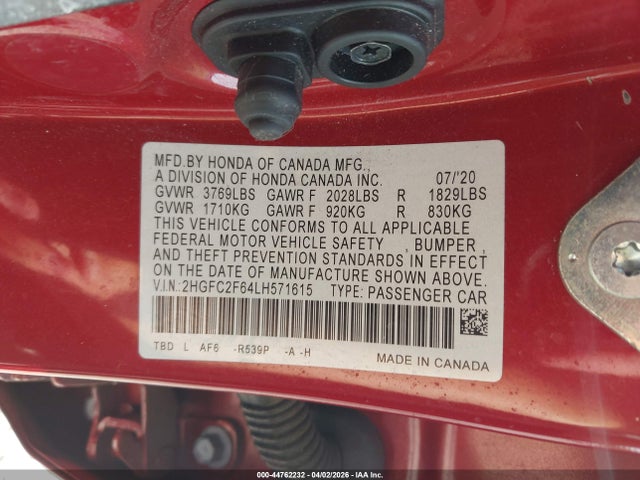 MFD.BY HONDA OF CANADA MFG.,
A DIVISION OF HONDA CANADA INC. 07/'20
GVWR 3769LBS GAWR F 2028LBS R 1829LBS
GVWR 1710KG GAWR F 920KG R 830KG
THIS VEHICLE CONFORMS TO ALL APPLICABLE
FEDERAL MOTOR VEHICLE SAFETY , BUMPER,
AND THEFT PREVENTION STANDARDS IN EFFECT
ON THE DATE OF MANUFACTURE SHOWN ABOVE.
V.I.N.: 2HGFC2F64LH571615 TYPE: PASSENGER CAR
TBD L AF6 -R539P -A -H
MADE IN CANADA
000-44762232 - 04/02/2026 - IAA Inc.